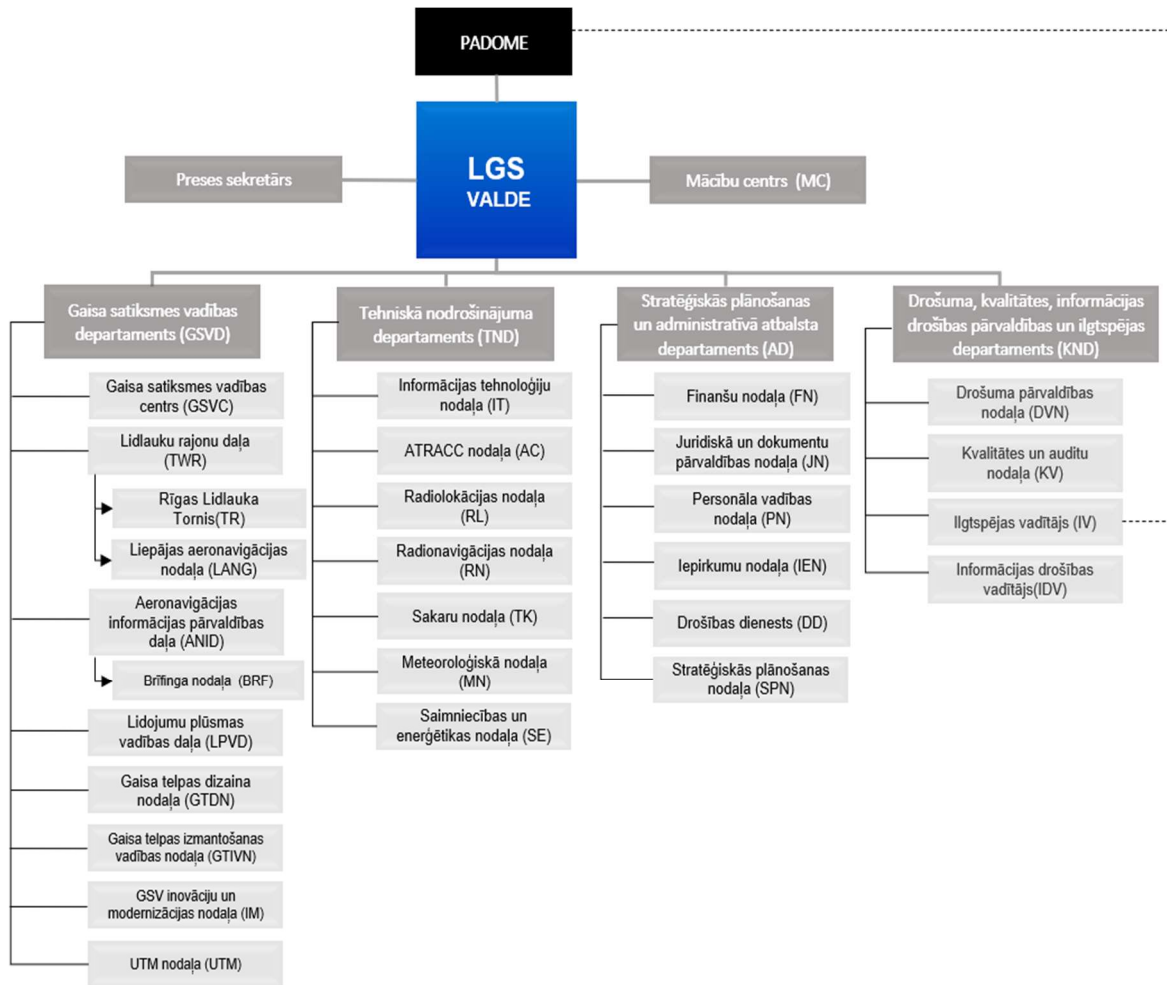 PADOME
LGS
VALDE
Preses sekretārs
Mācību centrs (MC)
Gaisa satiksmes vadības
departaments (GSVD)
Gaisa satiksmes vadības
centrs (GSVC)
Lidlauku rajonu daļa
(TWR)
Rīgas Lidlauka
Tornis(TR)
Liepājas aeronavigācijas
nodaļa (LANG)
Aeronavigācijas
informācijas pārvaldības
daļa (ANID)
Brīfinga nodaļa (BRF)
Lidojumu plūsmas
vadības daļa (LPVD)
Gaisa telpas dizaina
nodaļa (GTDN)
Gaisa telpas izmantošanas
vadības nodaļa (GTIVN)
GSV inovāciju un
modernizācijas nodaļa (IM)
UTM nodaļa (UTM)
Tehniskā nodrošinājuma
departaments (TND)
Informācijas tehnoloģiju
nodaļa (IT)
ATRACC nodaļa (AC)
Radiolokācijas nodaļa
(RL)
Radionavigācijas nodaļa
(RN)
Sakaru nodaļa (TK)
Meteoroloģiskā nodaļa
(MN)
Saimniecības un
enerģētikas nodaļa (SE)
Stratēģiskās plānošanas
un administratīvā atbalsta
departaments (AD)
Finanšu nodaļa (FN)
Juridiskā un dokumentu
pārvaldības nodaļa (JN)
Personāla vadības
nodaļa (PN)
Iepirkumu nodaļa (IEN)
Drošības dienests (DD)
Stratēģiskās plānošanas
nodaļa (SPN)
Drošuma, kvalitātes, informācijas
drošības pārvaldības un ilgtspējas
departaments (KND)
Drošuma pārvaldības
nodaļa (DVN)
Kvalitātes un auditu
nodaļa (KV)
Ilgtspējas vadītājs (IV)
Informācijas drošības
vadītājs(IDV)